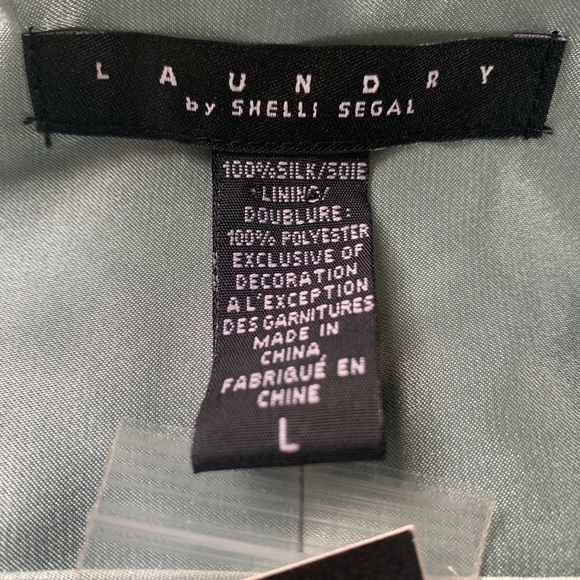 LAUNDRY
by SHELLI SEGAL
100% SILK/SOIE
LINING/
DOUBLURE:
100% POLYESTER
EXCLUSIVE OF
DECORATION
A L'EXCEPTION
DES GARNITURES
MADE IN
CHINA,
FABRIQUÉ EN
CHINE
L